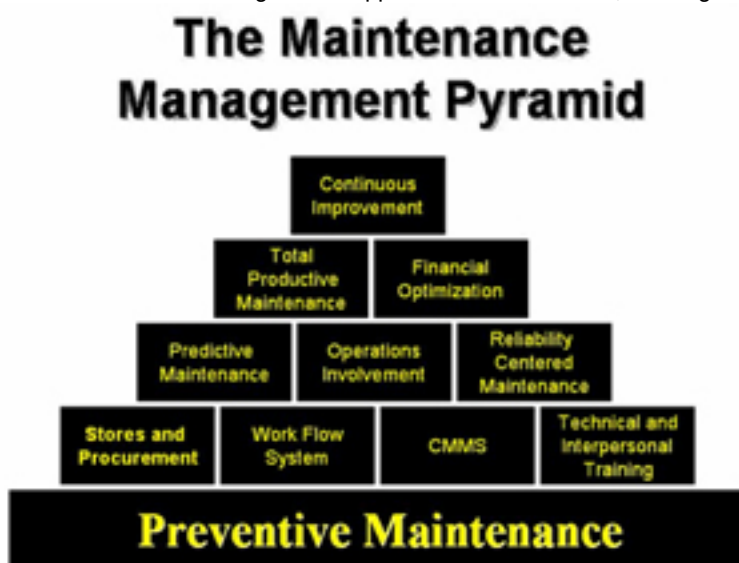 The Maintenance
Management Pyramid
Continuous
Improvement
Total
Productive
Maintenance
Financial
Optimization
Predictive
Maintenance
Operations
Involvement
Reliability
Centered
Maintenance
Stores and
Procurement
Work Flow
System
CMMS
Technical and
Interpersonal
Training
Preventive Maintenance